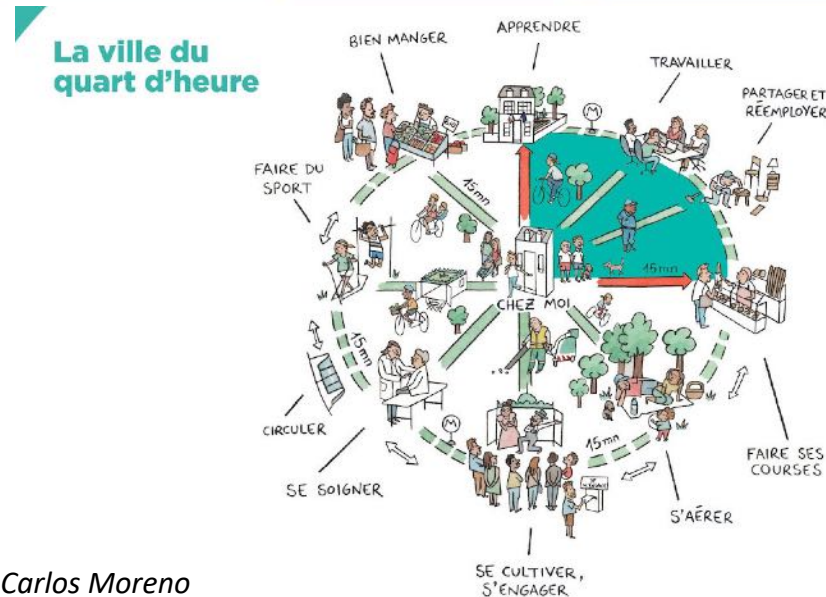 La ville du
quart d'heure
BIEN MANGER
APPRENDRE
TRAVAILLER
PARTAGER ET
RÉEMPLOYER
FAIRE DU
SPORT
15mn
CHEZ MOI
15mn
15mn
CIRCULER
SE SOIGNER
15mn
FAIRE SES
COURSES
S'AÉRER
SE CULTIVER,
S'ENGAGER
M
M
Carlos Moreno